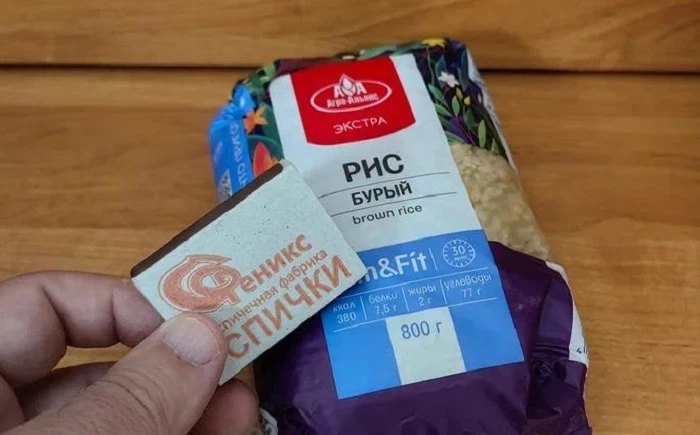 Агро-Альянс
ЭКСТРА
РИС
БУРЫЙ
brown rice
&Fit
30
МИН
ккал белки жиры углеводы
380 7,5 г 2 г 77 г
800 г
Феникс
спичечная фабрика
СПИЧКИ